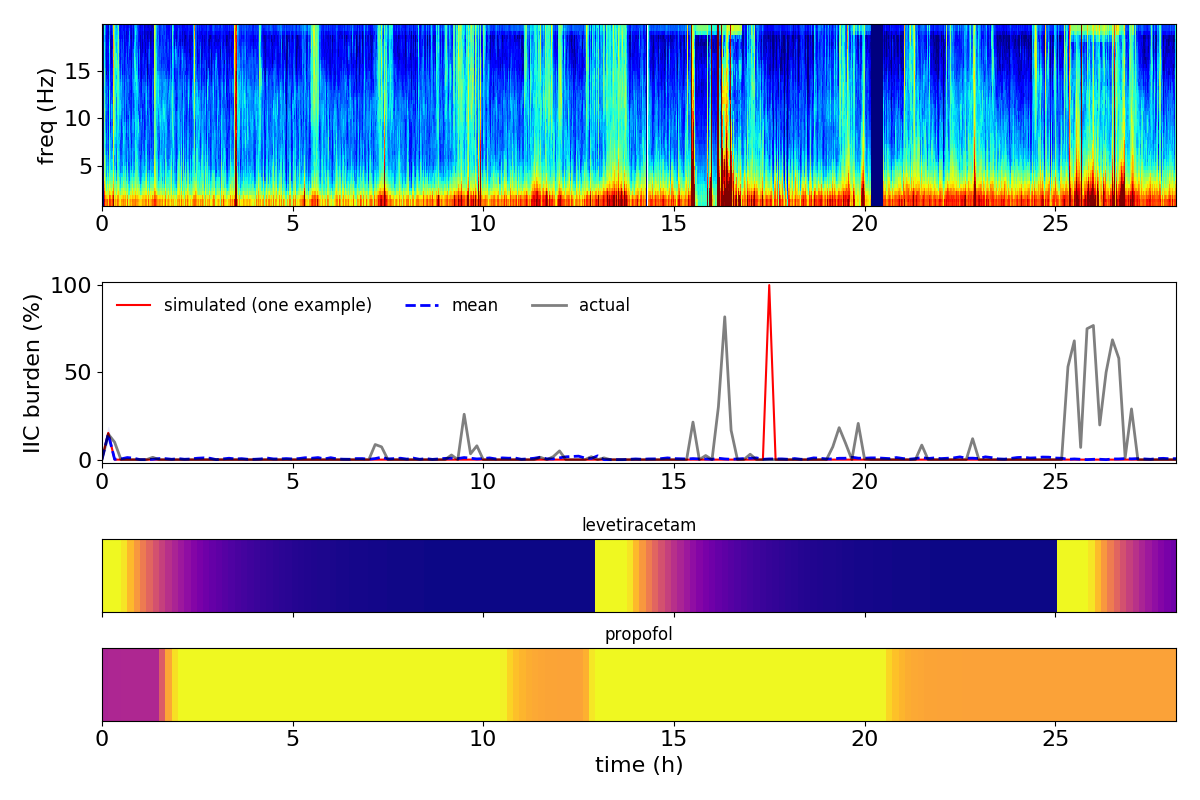 freq (Hz)
15
10
5
0 5 10 15 20 25
IIC burden (%)
100
50
0
simulated (one example) mean actual
0 5 10 15 20 25
levetiracetam
propofol
0 5 10 15 20 25
time (h)